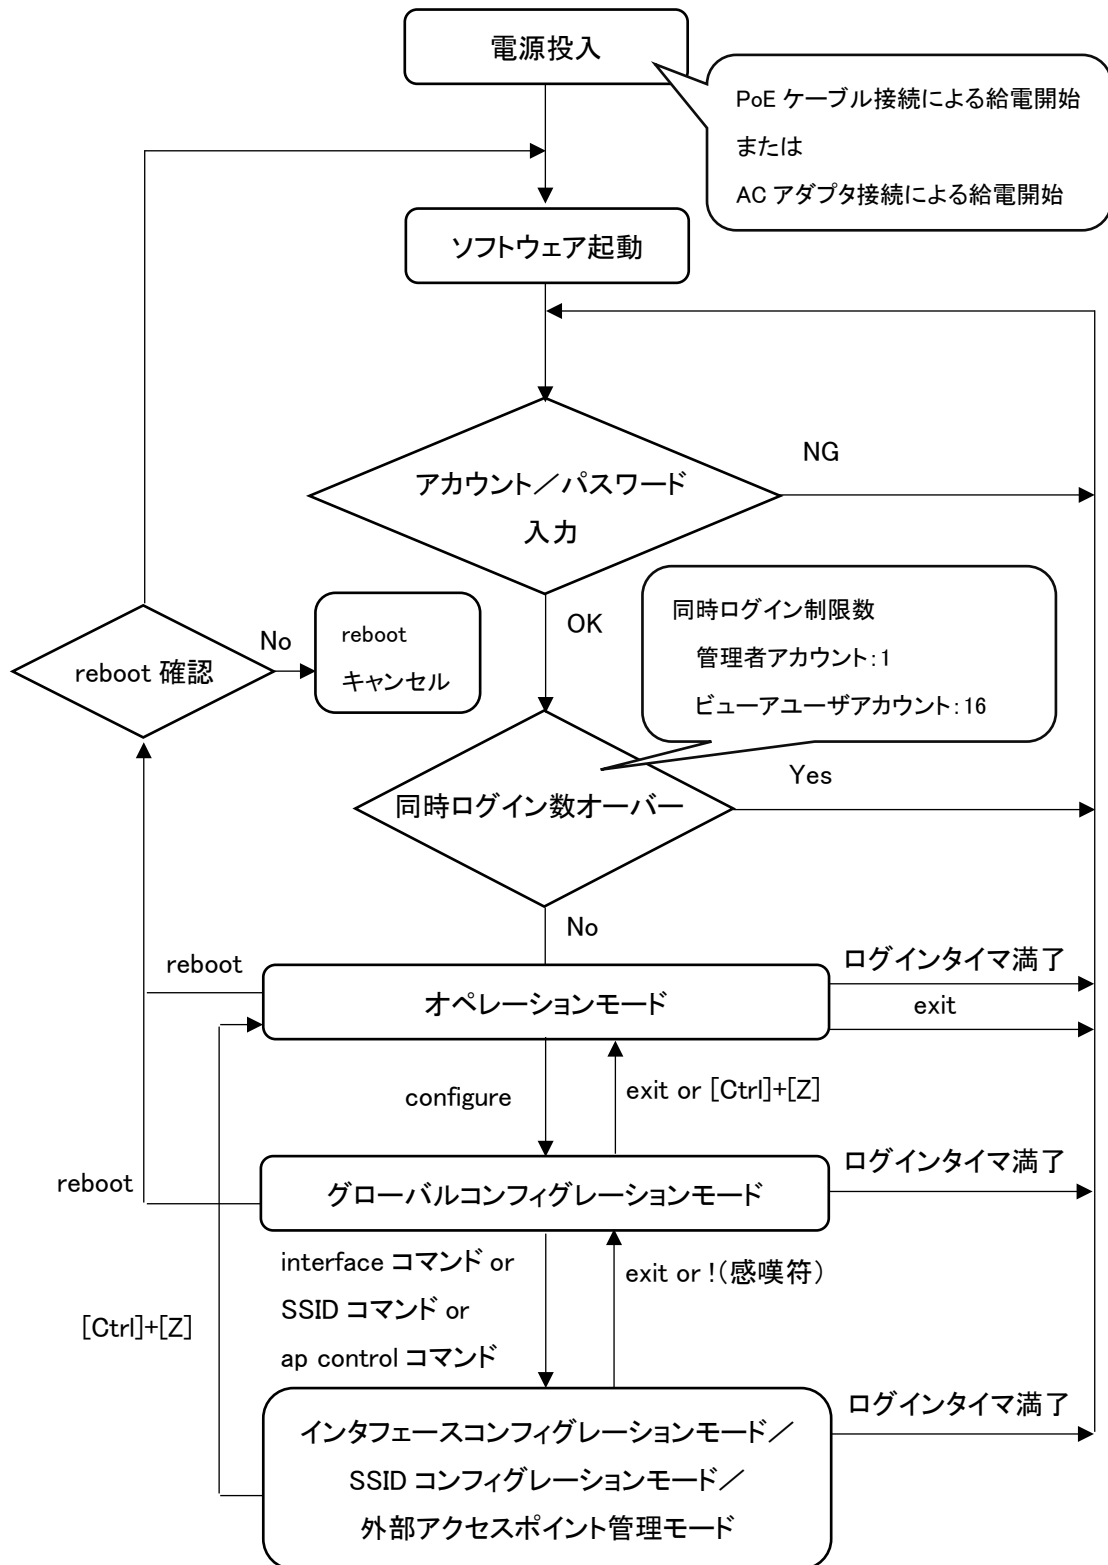 電源投入
PoE ケーブル接続による給電開始
または
AC アダプタ接続による給電開始
ソフトウェア起動
NG
アカウント／パスワード
入力
同時ログイン制限数
管理者アカウント：1
ビューアユーザアカウント：16
OK
No
reboot
キャンセル
reboot 確認
Yes
同時ログイン数オーバー
No
reboot
ログインタイマ満了
オペレーションモード
exit
configure
exit or [Ctrl]+[Z]
ログインタイマ満了
reboot
グローバルコンフィグレーションモード
interface コマンド or
SSID コマンド or
ap control コマンド
exit or !（感嘆符）
[Ctrl]+[Z]
ログインタイマ満了
インタフェースコンフィグレーションモード／
SSID コンフィグレーションモード／
外部アクセスポイント管理モード